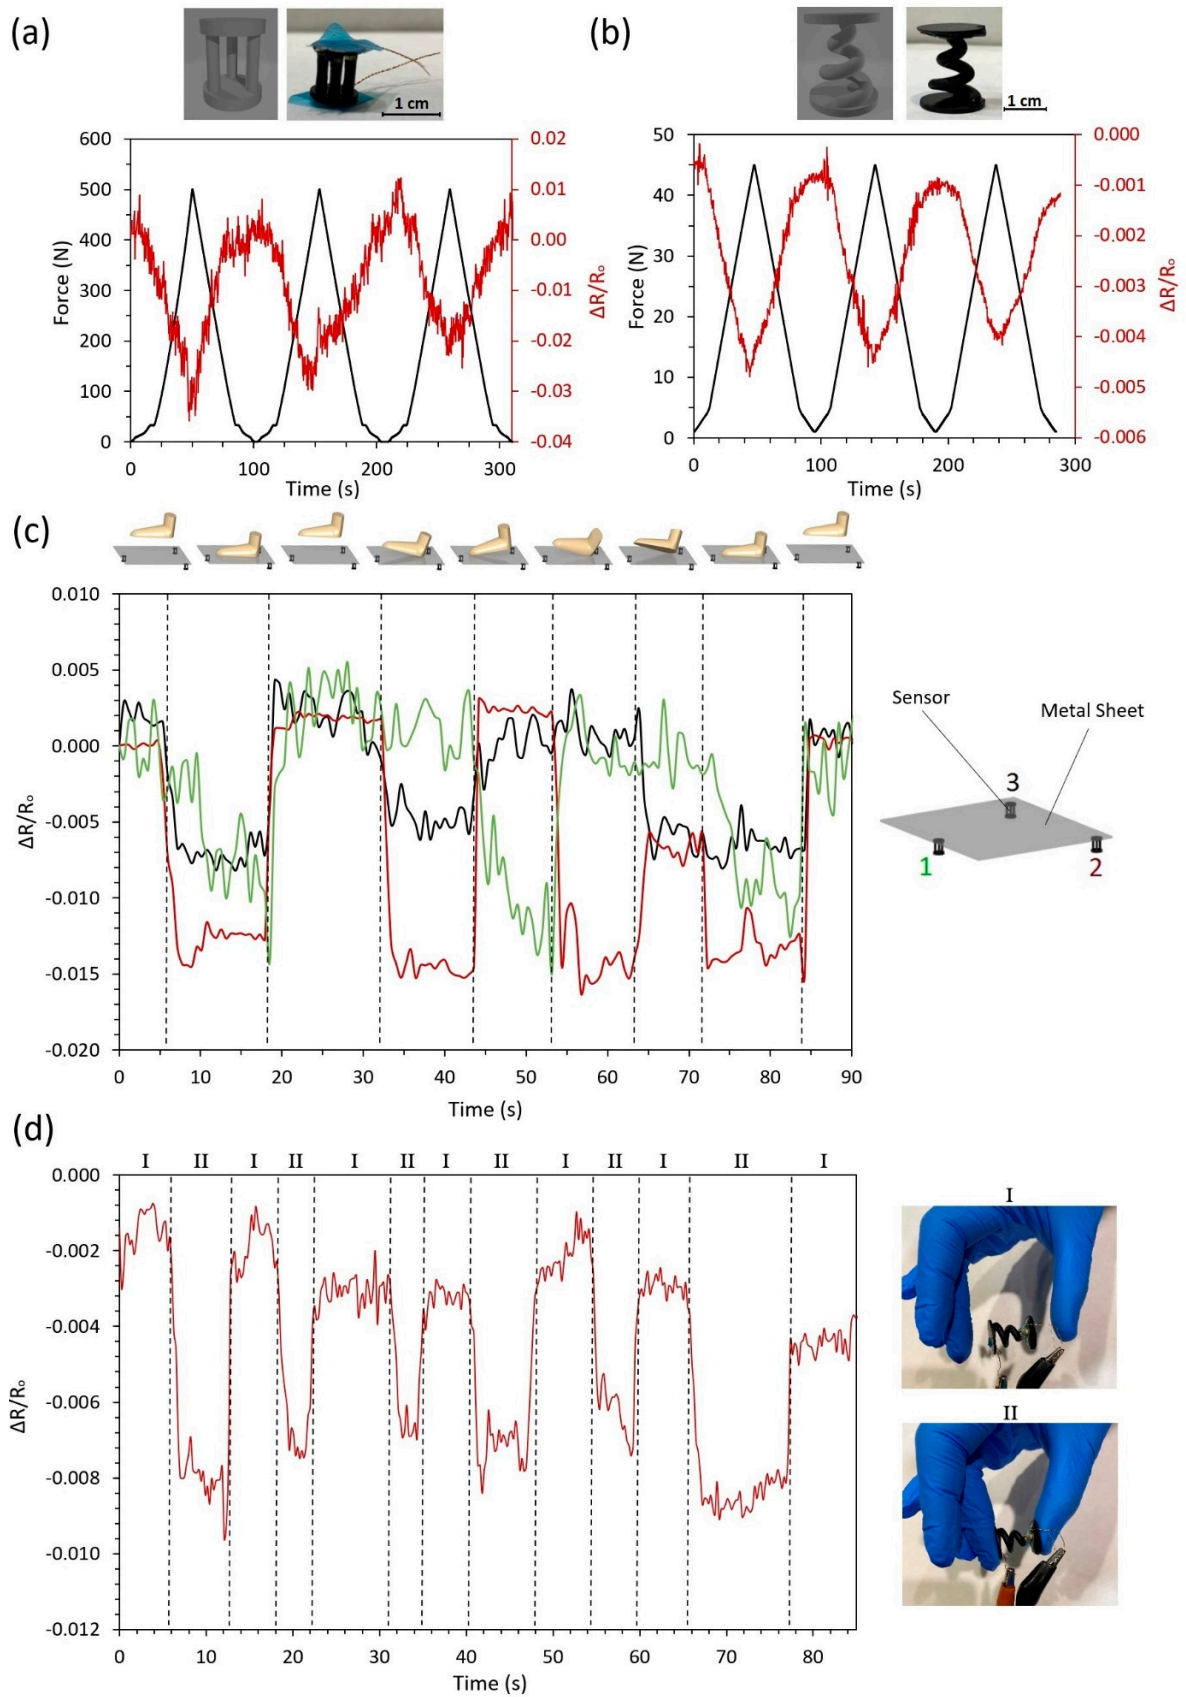 (a)
1 cm
600
500
400
300
200
100
0
Force (N)
0.02
0.01
0.00
-0.01
-0.02
-0.03
-0.04
ΔR/Rₒ
0 100 200 300
Time (s)
(b)
1 cm
50
40
30
20
10
0
Force (N)
0.000
-0.001
-0.002
-0.003
-0.004
-0.005
-0.006
ΔR/Rₒ
0 100 200 300
Time (s)
(c)
0.010
0.005
0.000
-0.005
-0.010
-0.015
-0.020
ΔR/Rₒ
0 10 20 30 40 50 60 70 80 90
Time (s)
Sensor
Metal Sheet
3
1
2
(d)
I II I II I II I II I II I II I
0.000
-0.002
-0.004
-0.006
-0.008
-0.010
-0.012
ΔR/Rₒ
0 10 20 30 40 50 60 70 80
Time (s)
I
II